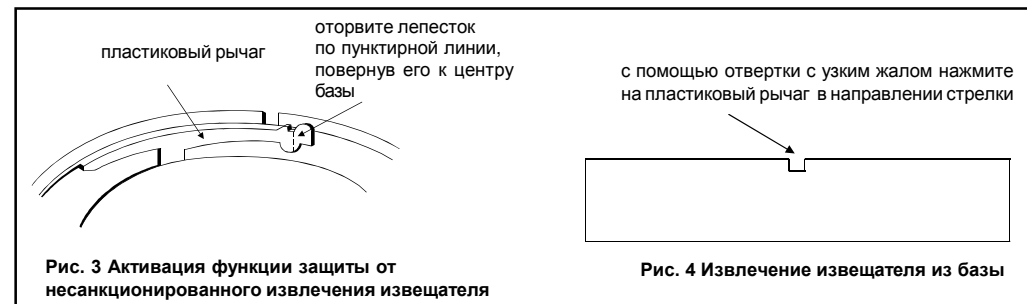 пластиковый рычаг
оторвите лепесток
по пунктирной линии,
повернув его к центру
базы
Рис. 3 Активация функции защиты от
несанкционированного извлечения извещателя
с помощью отвертки с узким жалом нажмите
на пластиковый рычаг в направлении стрелки
Рис. 4 Извлечение извещателя из базы